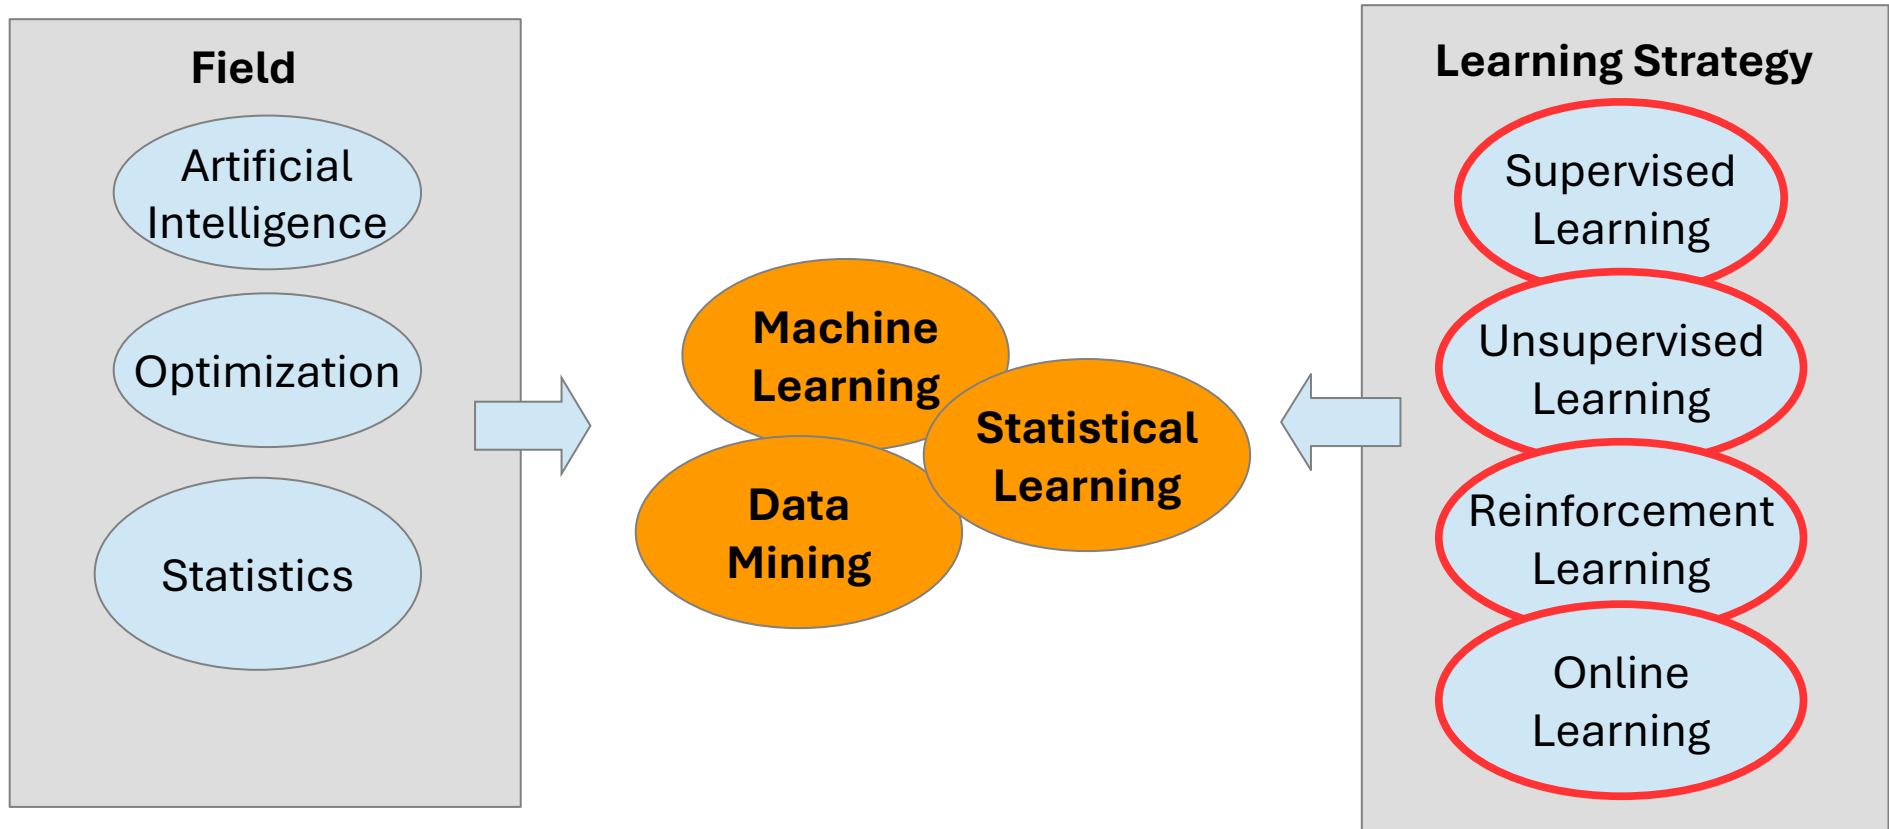 Field
Artificial
Intelligence
Optimization
Statistics
Machine
Learning
Statistical
Learning
Data
Mining
Learning Strategy
Supervised
Learning
Unsupervised
Learning
Reinforcement
Learning
Online
Learning